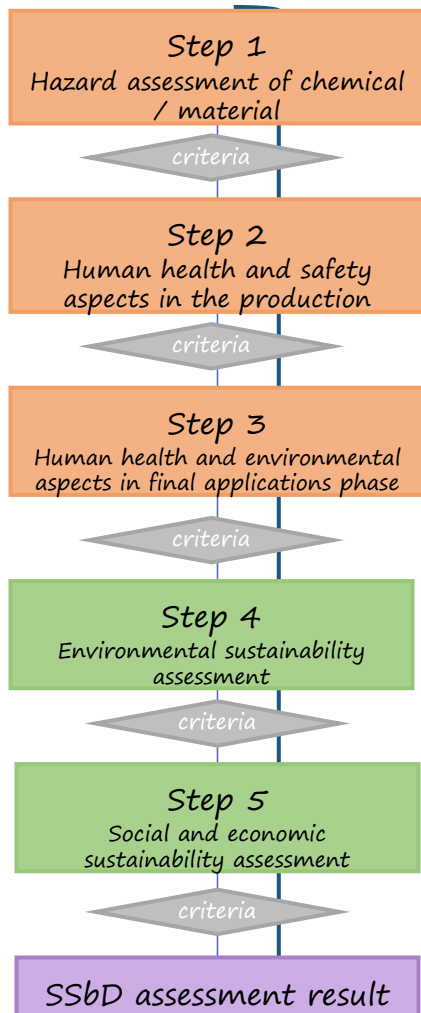 Step 1
Hazard assessment of chemical
/ material
criteria
Step 2
Human health and safety
aspects in the production
criteria
Step 3
Human health and environmental
aspects in final applications phase
criteria
Step 4
Environmental sustainability
assessment
criteria
Step 5
Social and economic
sustainability assessment
criteria
SSbD assessment result